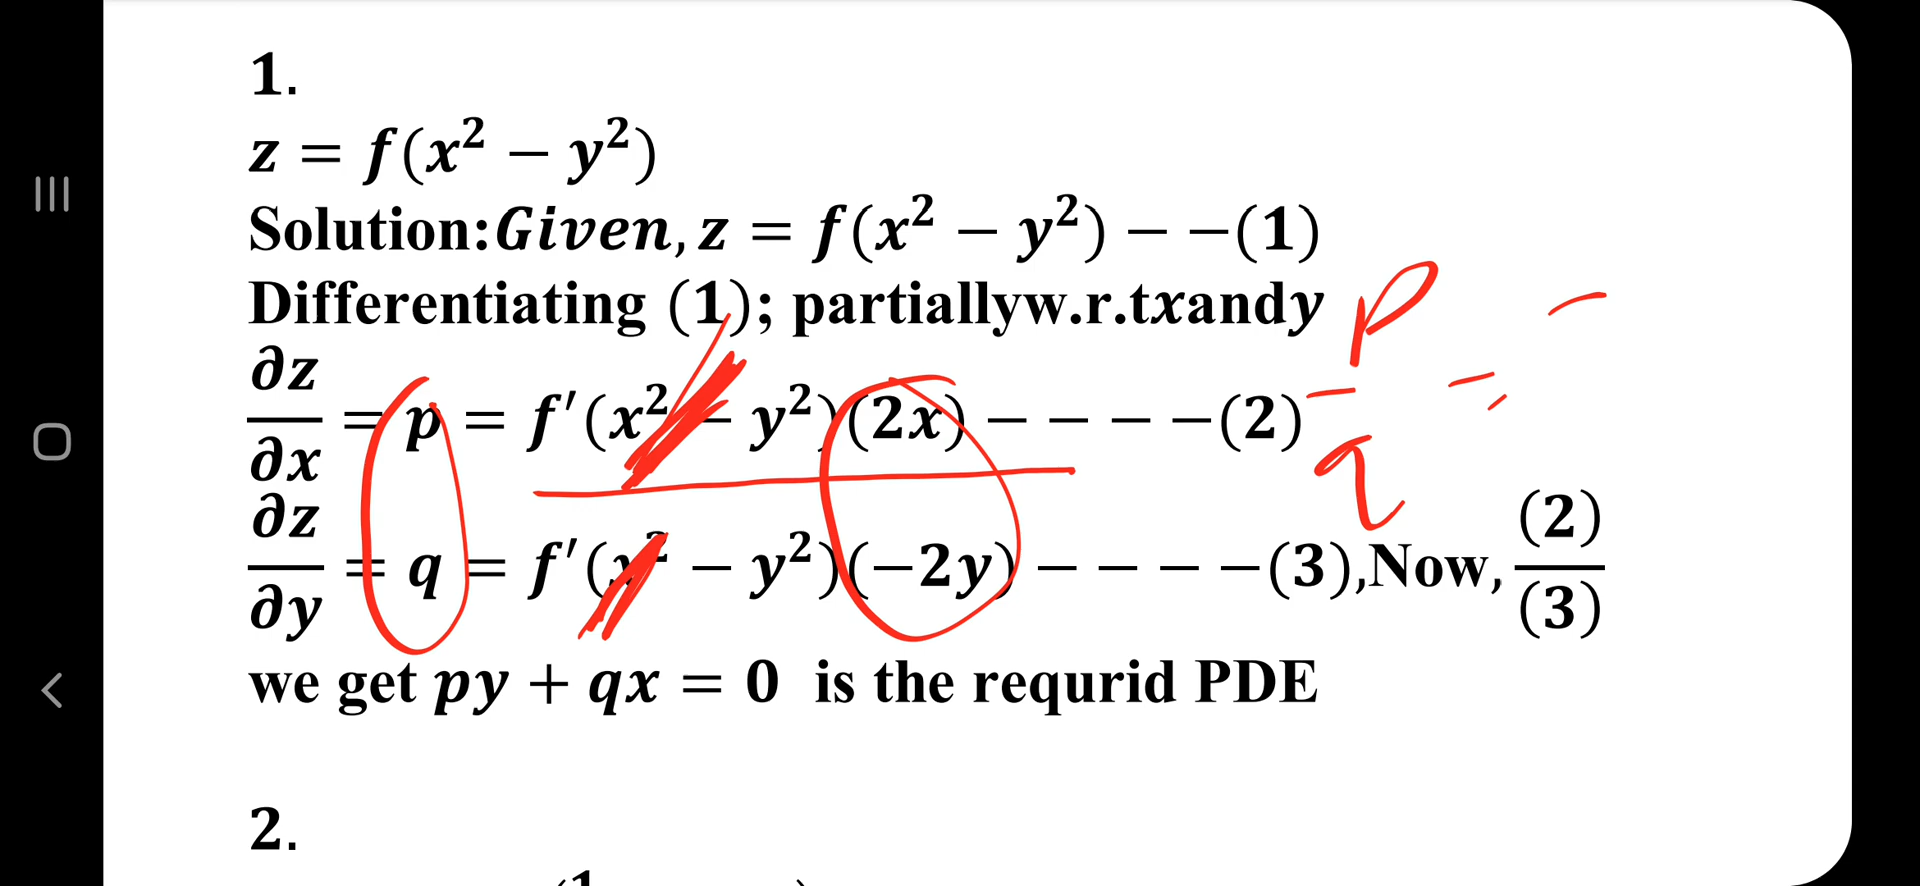 1.
z = f(x² − y²)
Solution:Given, z = f(x² − y²) − −(1)
Differentiating (1); partiallyw.r.txandy
∂z/∂x = p = f′(x² − y²)(2x) − − − −(2)
∂z/∂y = q = f′(x² − y²)(−2y) − − − −(3),Now, (2)/(3)
p
q
we get py + qx = 0 is the requrid PDE
2.